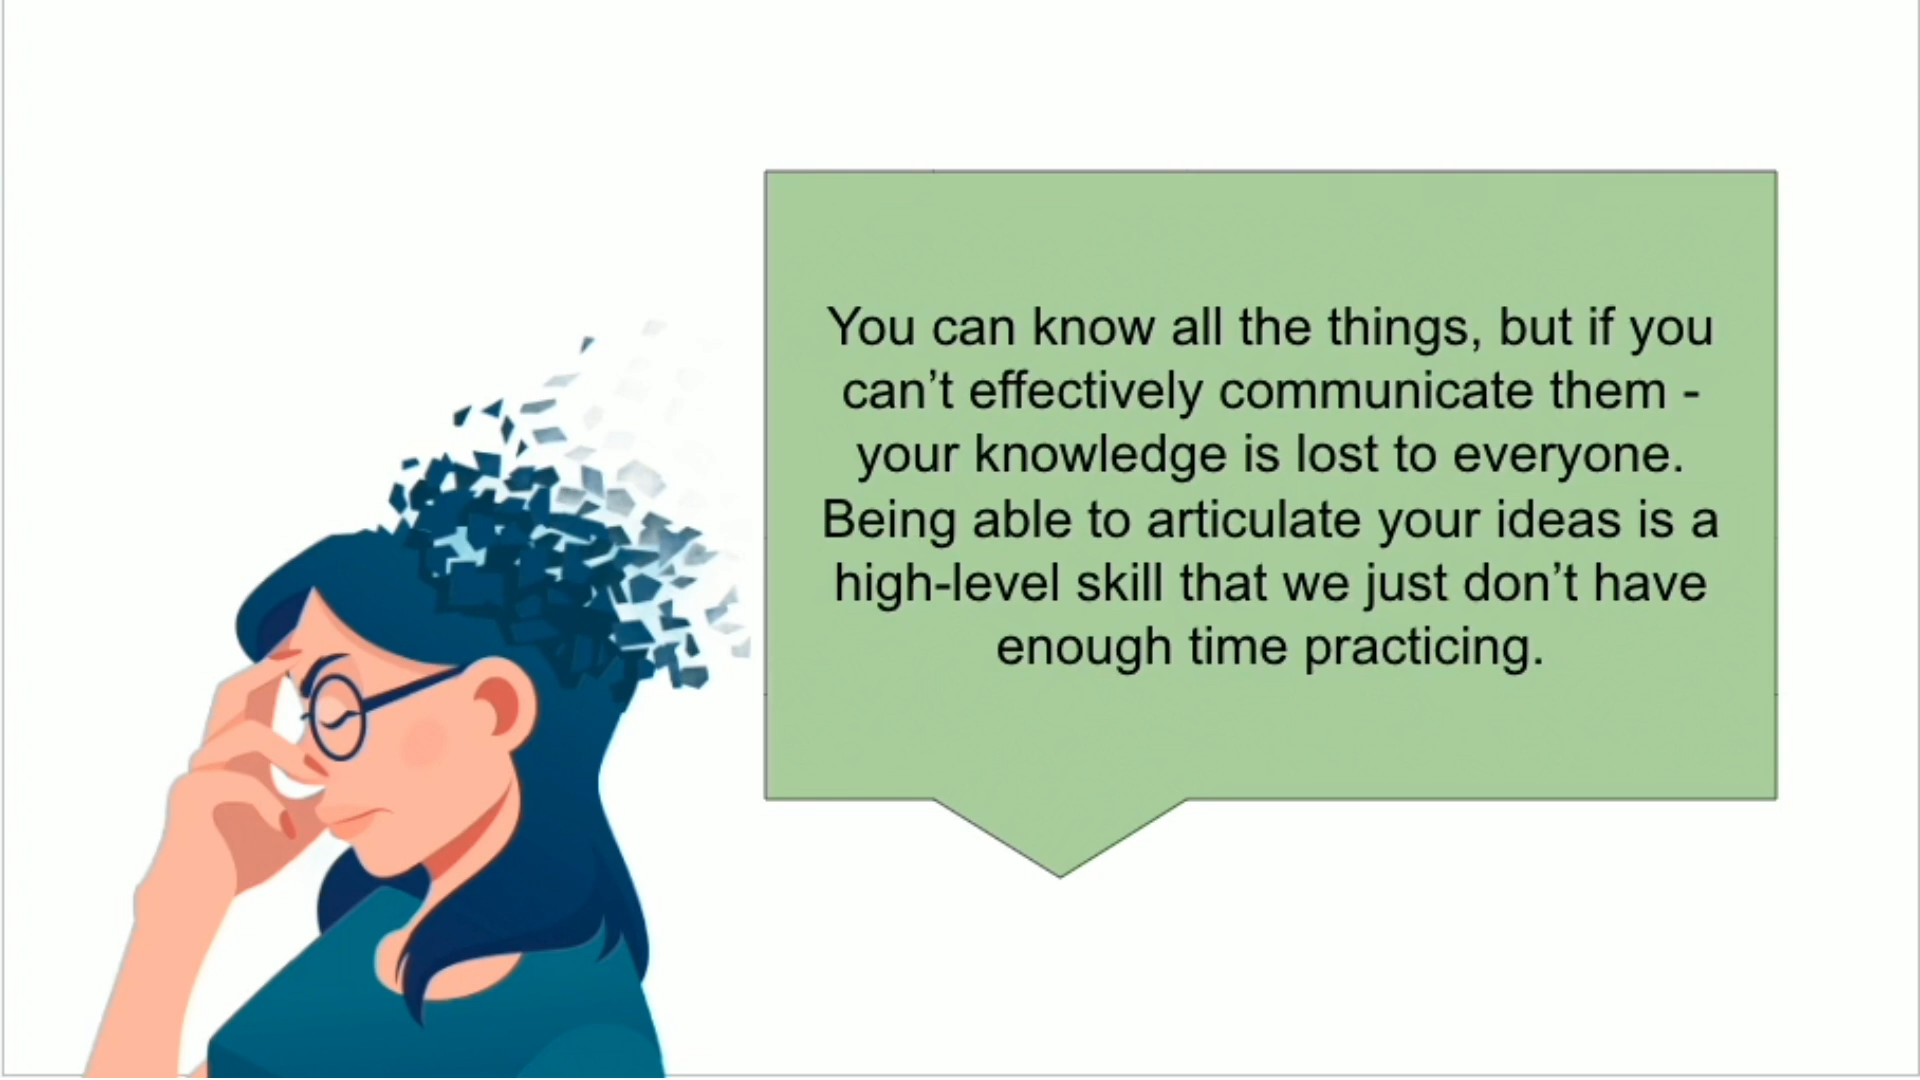 You can know all the things, but if you
can’t effectively communicate them -
your knowledge is lost to everyone.
Being able to articulate your ideas is a
high-level skill that we just don’t have
enough time practicing.